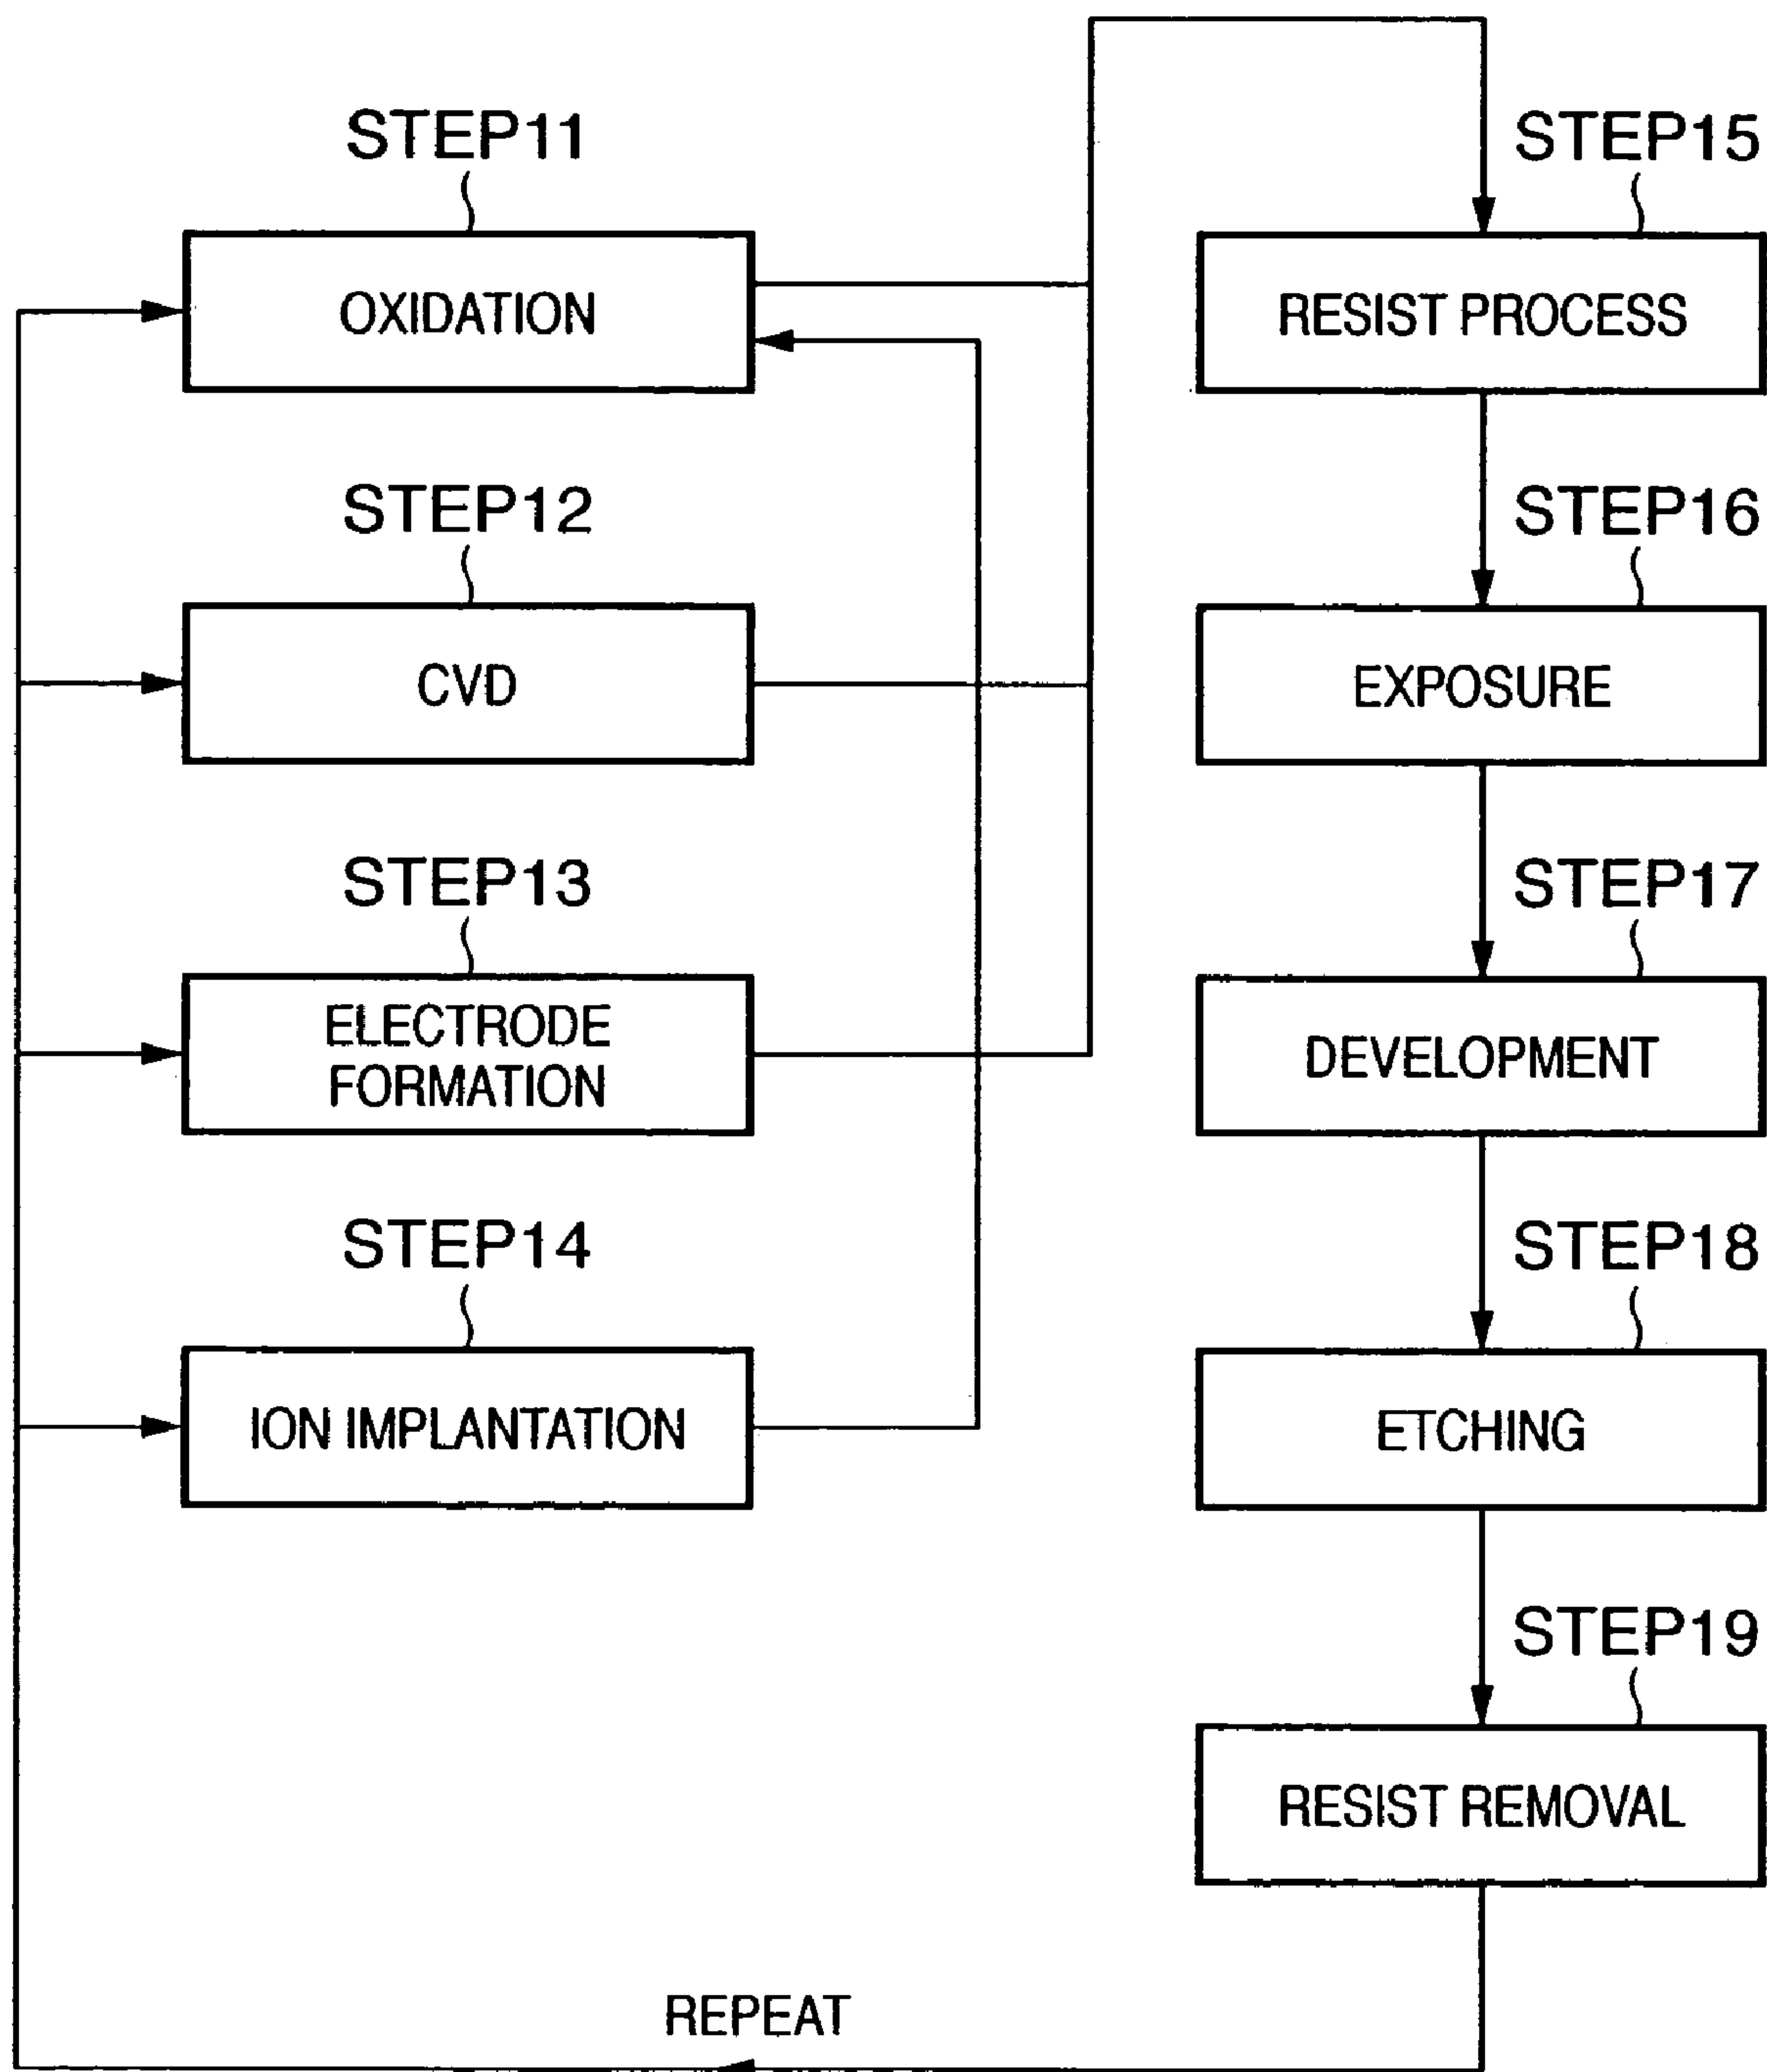 STEP11
OXIDATION
STEP12
CVD
STEP13
ELECTRODE
FORMATION
STEP14
ION IMPLANTATION
STEP15
RESIST PROCESS
STEP16
EXPOSURE
STEP17
DEVELOPMENT
STEP18
ETCHING
STEP19
RESIST REMOVAL
REPEAT